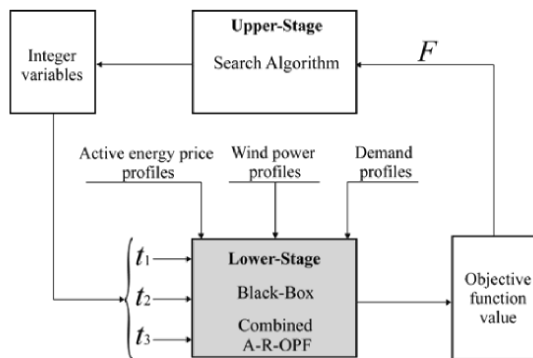 Upper-Stage
Search Algorithm
Integer
variables
F
Active energy price
profiles
Wind power
profiles
Demand
profiles
t1
t2
t3
Lower-Stage
Black-Box
Combined
A-R-OPF
Objective
function
value